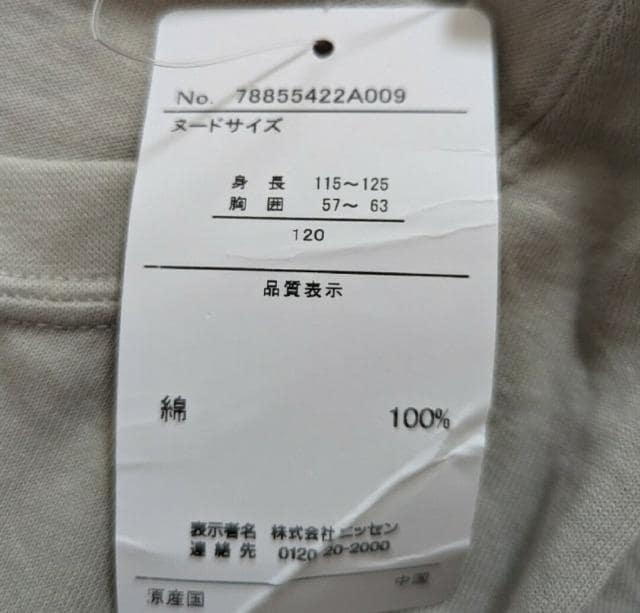 No. 78855422A009
ヌードサイズ
身長 115～125
胸囲 57～ 63
120
品質表示
綿 100%
表示者名 株式会社 ニッセン
連絡先 0120 20-2000
原産国 中国